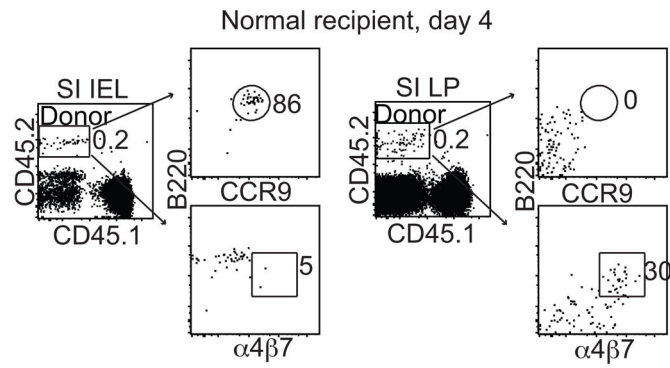 Normal recipient, day 4
SI IEL
Donor
0.2
CD45.2
CD45.1
86
B220
CCR9
5
α4β7
SI LP
Donor
0.2
CD45.2
CD45.1
0
B220
CCR9
30
α4β7